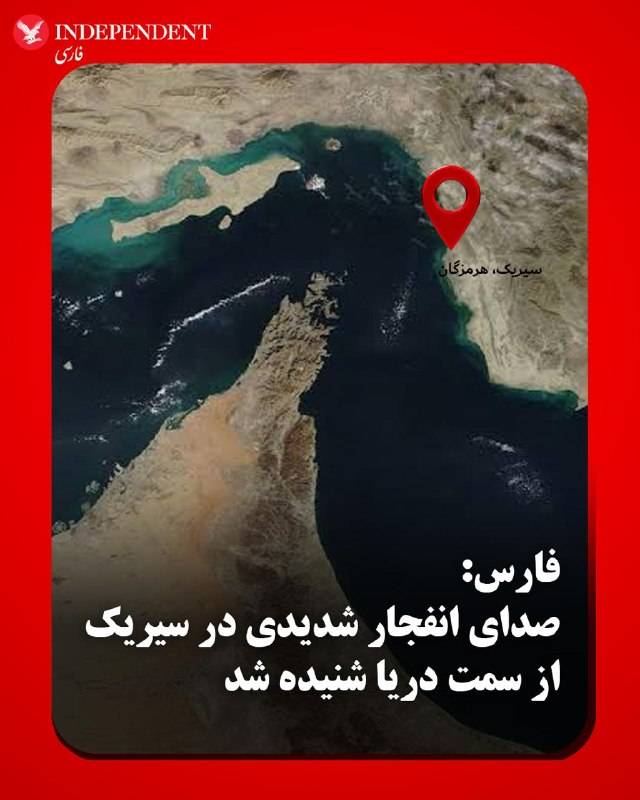 INDEPENDENT
فارسی
سیریک، هرمزگان
فارس:
صدای انفجار شدیدی در سیریک
از سمت دریا شنیده شد